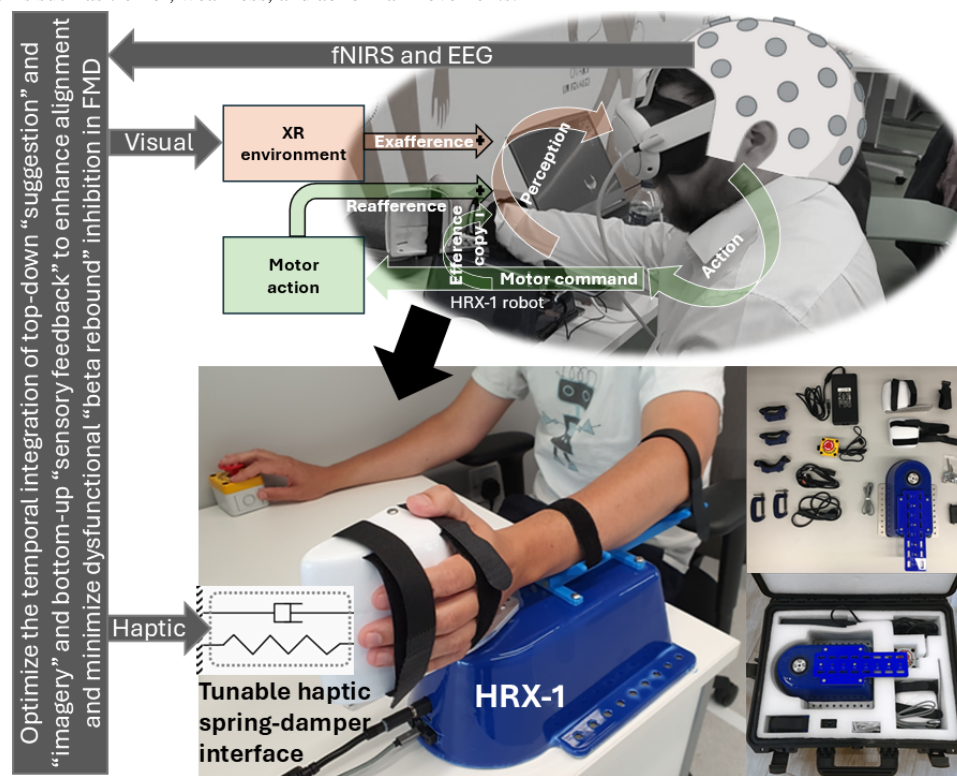 fNIRS and EEG
Optimize the temporal integration of top-down “suggestion” and
“imagery” and bottom-up “sensory feedback” to enhance alignment
and minimize dysfunctional “beta rebound” inhibition in FMD
Visual
XR
environment
Exafference
+
Reafference
+
Perception
Efference
copy –
Action
Motor
action
Motor command
HRX-1 robot
Haptic
Tunable haptic
spring-damper
interface
HRX-1